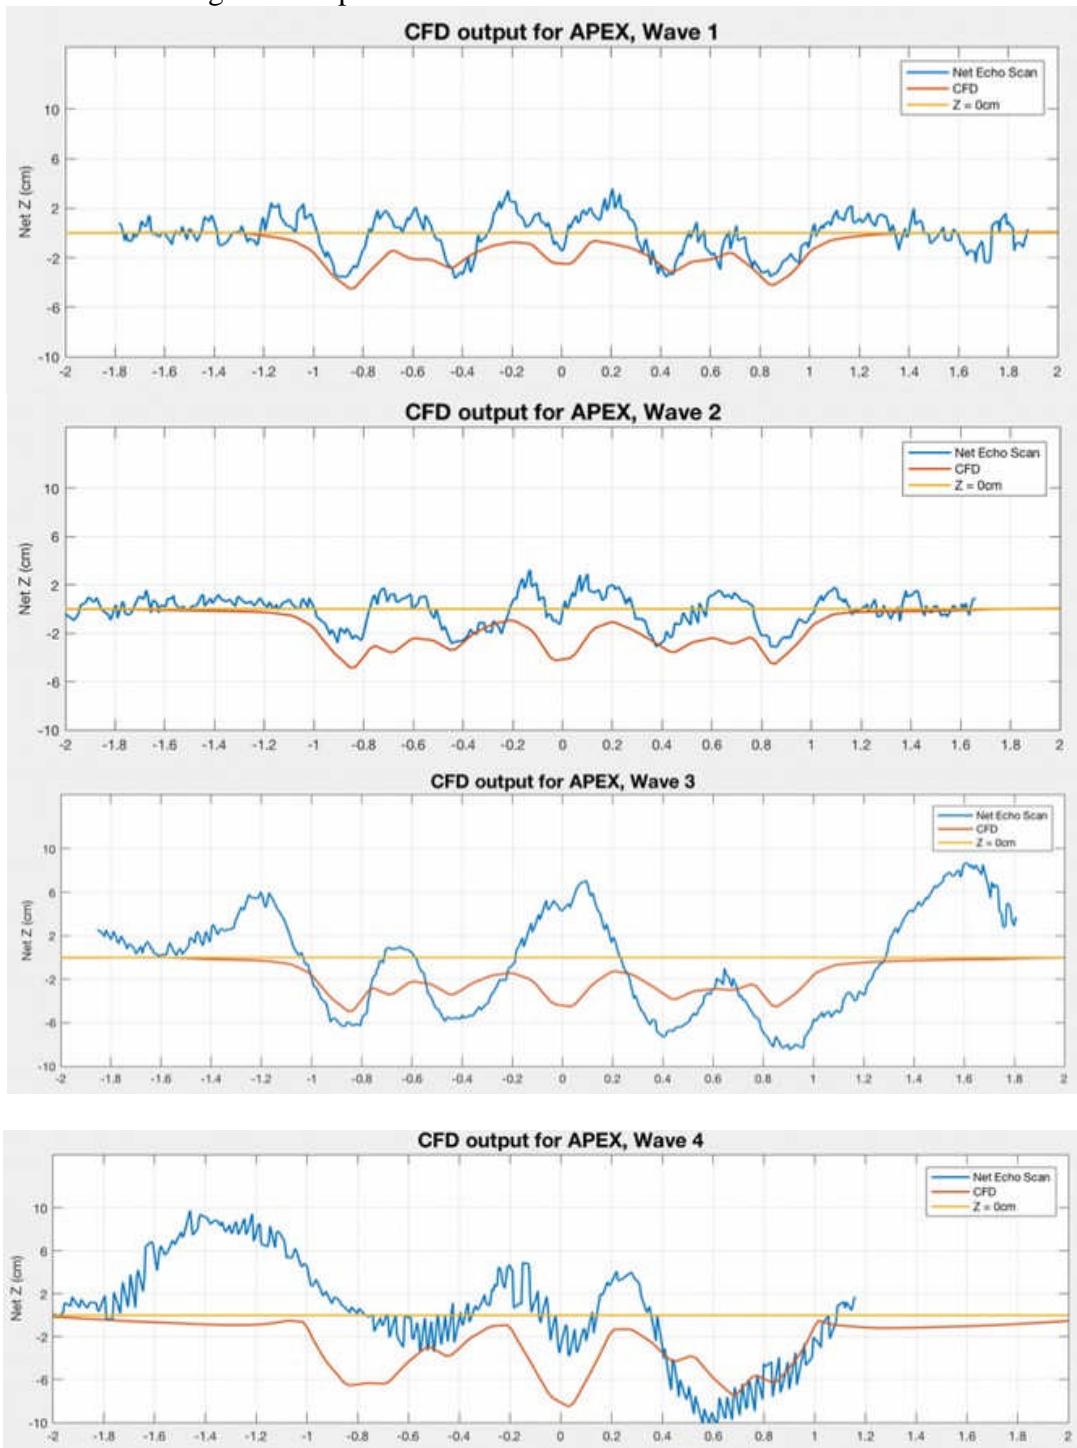 CFD output for APEX, Wave 1
Net Echo Scan
CFD
Z = 0cm
10
6
2
-2
-6
-10
Net Z (cm)
-2 -1.8 -1.6 -1.4 -1.2 -1 -0.8 -0.6 -0.4 -0.2 0 0.2 0.4 0.6 0.8 1 1.2 1.4 1.6 1.8 2
CFD output for APEX, Wave 2
Net Echo Scan
CFD
Z = 0cm
10
6
2
-2
-6
-10
Net Z (cm)
-2 -1.8 -1.6 -1.4 -1.2 -1 -0.8 -0.6 -0.4 -0.2 0 0.2 0.4 0.6 0.8 1 1.2 1.4 1.6 1.8 2
CFD output for APEX, Wave 3
Net Echo Scan
CFD
Z = 0cm
10
6
2
-2
-6
-10
Net Z (cm)
-2 -1.8 -1.6 -1.4 -1.2 -1 -0.8 -0.6 -0.4 -0.2 0 0.2 0.4 0.6 0.8 1 1.2 1.4 1.6 1.8 2
CFD output for APEX, Wave 4
Net Echo Scan
CFD
Z = 0cm
10
6
2
-2
-6
-10
Net Z (cm)
-2 -1.8 -1.6 -1.4 -1.2 -1 -0.8 -0.6 -0.4 -0.2 0 0.2 0.4 0.6 0.8 1 1.2 1.4 1.6 1.8 2